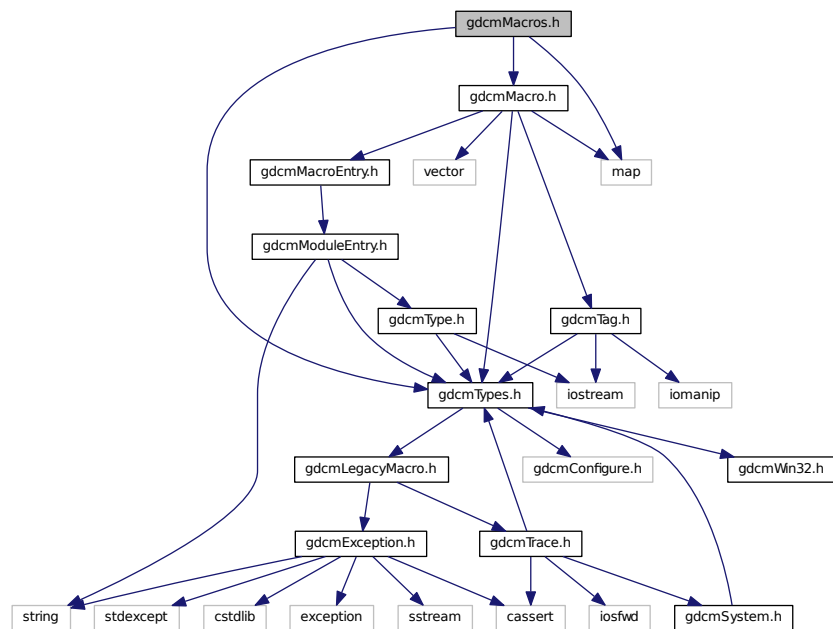 gdcmMacros.h
gdcmMacro.h
gdcmMacroEntry.h
vector
map
gdcmModuleEntry.h
gdcmType.h
gdcmTag.h
gdcmTypes.h
iostream
iomanip
gdcmLegacyMacro.h
gdcmConfigure.h
gdcmWin32.h
gdcmException.h
gdcmTrace.h
string
stdexcept
cstdlib
exception
sstream
cassert
iosfwd
gdcmSystem.h